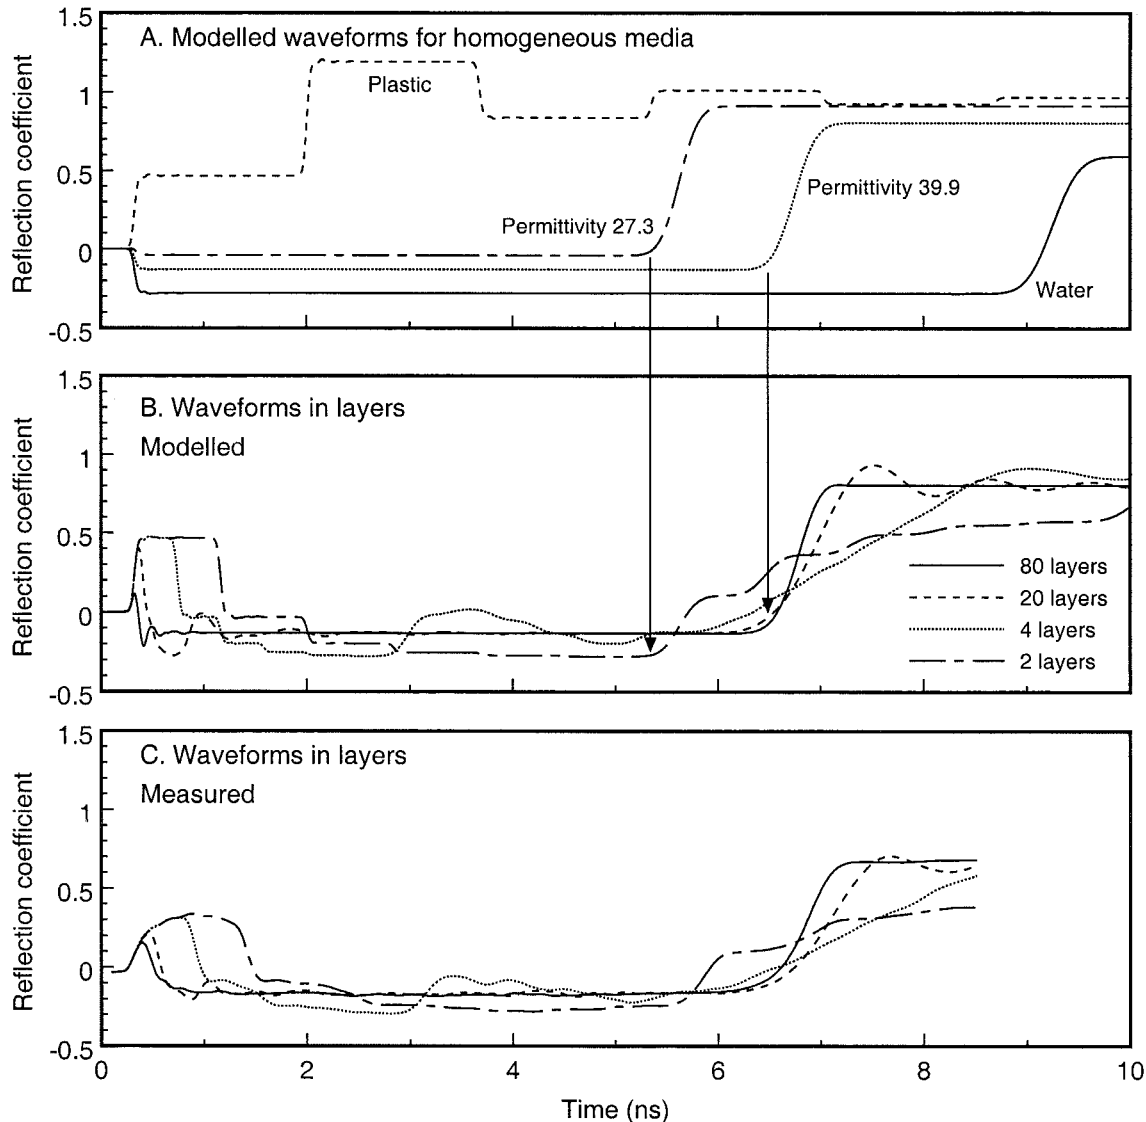 1.5
A. Modelled waveforms for homogeneous media
Plastic
1
Reflection coefficient
0.5
Permittivity 39.9
Permittivity 27.3
0
Water
-0.5
1.5
B. Waveforms in layers
Modelled
1
Reflection coefficient
0.5
80 layers
20 layers
0
4 layers
2 layers
-0.5
1.5
C. Waveforms in layers
Measured
1
Reflection coefficient
0.5
0
-0.5
0 2 4 6 8 10
Time (ns)